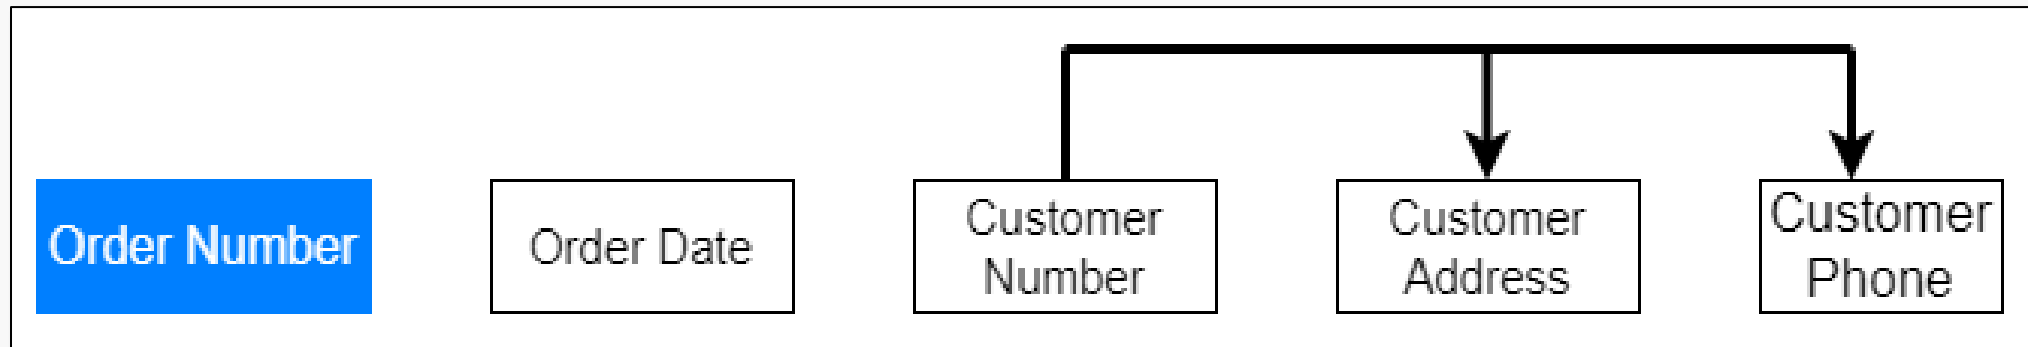 Order Number
Order Date
Customer
Number
Customer
Address
Customer
Phone